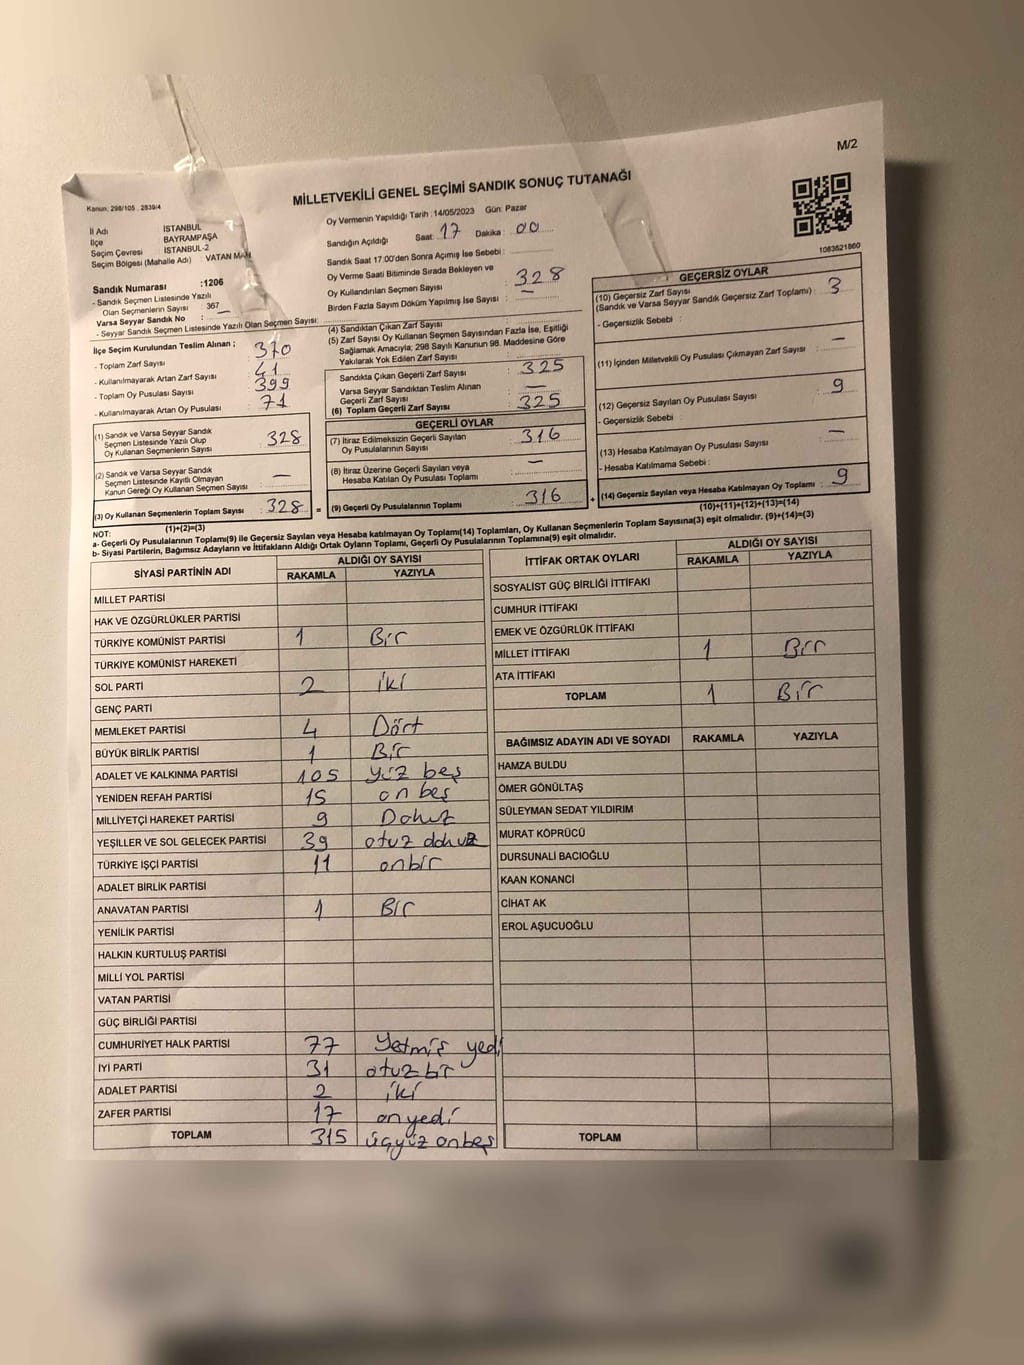 M/2
MİLLETVEKİLİ GENEL SEÇİMİ SANDIK SONUÇ TUTANAĞI
Kanun: 298/105 . 2839/4
1083621860
İl Adı İSTANBUL
İlçe BAYRAMPAŞA
Seçim Çevresi İSTANBUL-2
Seçim Bölgesi (Mahalle Adı) : VATAN MAH
Sandık Numarası :1206
- Sandık Seçmen Listesinde Yazılı
Olan Seçmenlerin Sayısı : 367
Varsa Seyyar Sandık No : —
- Seyyar Sandık Seçmen Listesinde Yazılı Olan Seçmen Sayısı:
Oy Vermenin Yapıldığı Tarih :14/05/2023 Gün: Pazar
Sandığın Açıldığı Saat: 17 Dakika : 00
Sandık Saat 17.00'den Sonra Açımış İse Sebebi :
Oy Verme Saati Bitiminde Sırada Bekleyen ve
Oy Kullandırılan Seçmen Sayısı : 328
Birden Fazla Sayım Döküm Yapılmış İse Sayısı : —
İlçe Seçim Kurulundan Teslim Alınan ;
- Toplam Zarf Sayısı : 370
- Kullanılmayarak Artan Zarf Sayısı : 41
- Toplam Oy Pusulası Sayısı : 399
- Kullanılmayarak Artan Oy Pusulası : 71
(1) Sandık ve Varsa Seyyar Sandık
Seçmen Listesinde Yazılı Olup
Oy Kullanan Seçmenlerin Sayısı : 328
(2) Sandık ve Varsa Seyyar Sandık
Seçmen Listesinde Kayıtlı Olmayan
Kanun Gereği Oy Kullanan Seçmen Sayısı : —
(3) Oy Kullanan Seçmenlerin Toplam Sayısı : 328
(1)+(2)=(3)
(4) Sandıktan Çıkan Zarf Sayısı :
(5) Zarf Sayısı Oy Kullanan Seçmen Sayısından Fazla İse, Eşitliği
Sağlamak Amacıyla; 298 Sayılı Kanunun 98. Maddesine Göre
Yakılarak Yok Edilen Zarf Sayısı :
Sandıkta Çıkan Geçerli Zarf Sayısı : 325
Varsa Seyyar Sandıktan Teslim Alınan
Geçerli Zarf Sayısı : —
(6) Toplam Geçerli Zarf Sayısı : 325
GEÇERLİ OYLAR
(7) İtiraz Edilmeksizin Geçerli Sayılan
Oy Pusulası Sayısı : 316
(8) İtiraz Üzerine Geçerli Sayılan veya
Hesaba Katılan Oy Pusulası Toplamı : —
= (9) Geçerli Oy Pusulalarının Toplamı : 316
GEÇERSİZ OYLAR
(10) Geçersiz Zarf Sayısı
(Sandık ve Varsa Seyyar Sandık Geçersiz Zarf Toplamı) : 3
- Geçersizlik Sebebi :
(11) İçinden Milletvekili Oy Pusulası Çıkmayan Zarf Sayısı : —
(12) Geçersiz Sayılan Oy Pusulası Sayısı : 9
- Geçersizlik Sebebi :
(13) Hesaba Katılmayan Oy Pusulası Sayısı : —
- Hesaba Katılmama Sebebi :
+ (14) Geçersiz Sayılan veya Hesaba Katılmayan Oy Toplamı : 9
(10)+(11)+(12)+(13)=(14)
NOT:
a- Geçerli Oy Pusulalarının Toplamı(9) ile Geçersiz Sayılan veya Hesaba katılmayan Oy Toplamı(14) Toplamları, Oy Kullanan Seçmenlerin Toplam Sayısına(3) eşit olmalıdır. (9)+(14)=(3)
b- Siyasi Partilerin, Bağımsız Adayların ve İttifakların Aldığı Ortak Oyların Toplamı, Geçerli Oy Pusulalarının Toplamına(9) eşit olmalıdır.
SİYASİ PARTİNİN ADI ALDIĞI OY SAYISI
RAKAMLA YAZIYLA
MİLLET PARTİSİ
HAK VE ÖZGÜRLÜKLER PARTİSİ
TÜRKİYE KOMÜNİST PARTİSİ 1 Bir
TÜRKİYE KOMÜNİST HAREKETİ
SOL PARTİ 2 iki
GENÇ PARTİ
MEMLEKET PARTİSİ 4 Dört
BÜYÜK BİRLİK PARTİSİ 1 Bir
ADALET VE KALKINMA PARTİSİ 105 yüz beş
YENİDEN REFAH PARTİSİ 15 on beş
MİLLİYETÇİ HAREKET PARTİSİ 9 Dokuz
YEŞİLLER VE SOL GELECEK PARTİSİ 39 otuz dokuz
TÜRKİYE İŞÇİ PARTİSİ 11 onbir
ADALET BİRLİK PARTİSİ
ANAVATAN PARTİSİ 1 Bir
YENİLİK PARTİSİ
HALKIN KURTULUŞ PARTİSİ
MİLLİ YOL PARTİSİ
VATAN PARTİSİ
GÜÇ BİRLİĞİ PARTİSİ
CUMHURİYET HALK PARTİSİ 77 Yetmiş yedi
İYİ PARTİ 31 otuz bir
ADALET PARTİSİ 2 iki
ZAFER PARTİSİ 17 onyedi
TOPLAM 315 üçyüz onbeş
İTTİFAK ORTAK OYLARI ALDIĞI OY SAYISI
RAKAMLA YAZIYLA
SOSYALİST GÜÇ BİRLİĞİ İTTİFAKI
CUMHUR İTTİFAKI
EMEK VE ÖZGÜRLÜK İTTİFAKI
MİLLET İTTİFAKI 1 Bir
ATA İTTİFAKI
TOPLAM 1 Bir
BAĞIMSIZ ADAYIN ADI VE SOYADI RAKAMLA YAZIYLA
HAMZA BULDU
ÖMER GÖNÜLTAŞ
SÜLEYMAN SEDAT YILDIRIM
MURAT KÖPRÜCÜ
DURSUNALİ BACIOĞLU
KAAN KONANCİ
CİHAT AK
EROL AŞUCUOĞLU
TOPLAM